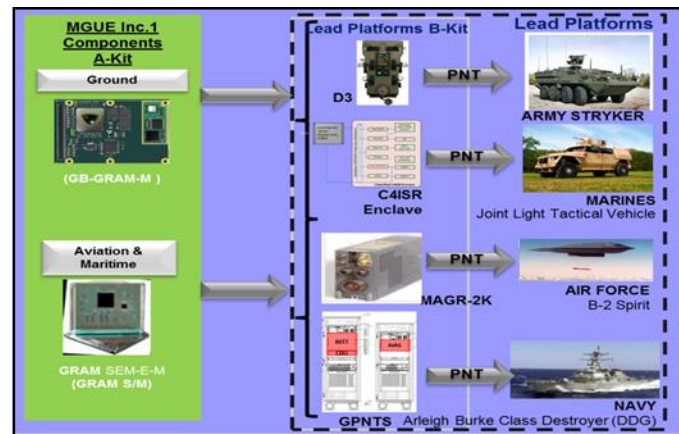 MGUE Inc.1
Components
A-Kit
Ground
(GB-GRAM-M )
Aviation &
Maritime
GRAM SEM-E-M
(GRAM S/M)
Lead Platforms B-Kit
D3
C4ISR
Enclave
MAGR-2K
GPNTS
PNT
PNT
PNT
PNT
Lead Platforms
ARMY STRYKER
MARINES
Joint Light Tactical Vehicle
AIR FORCE
B-2 Spirit
NAVY
Arleigh Burke Class Destroyer (DDG)